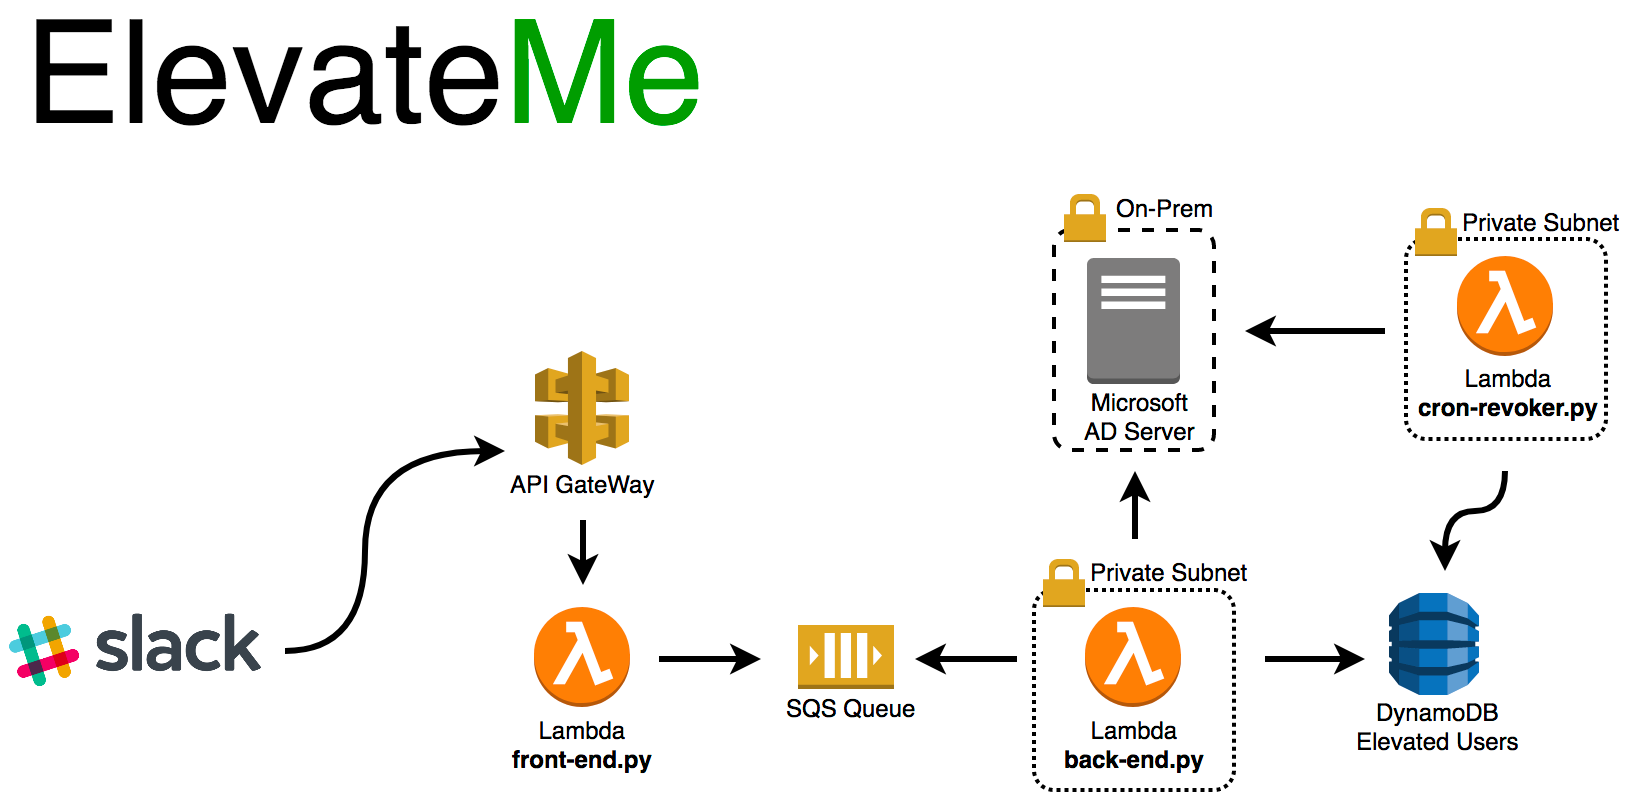 ElevateMe
On-Prem
Private Subnet
Microsoft
AD Server
Lambda
cron-revoker.py
API GateWay
Private Subnet
slack
Lambda
front-end.py
SQS Queue
Lambda
back-end.py
DynamoDB
Elevated Users